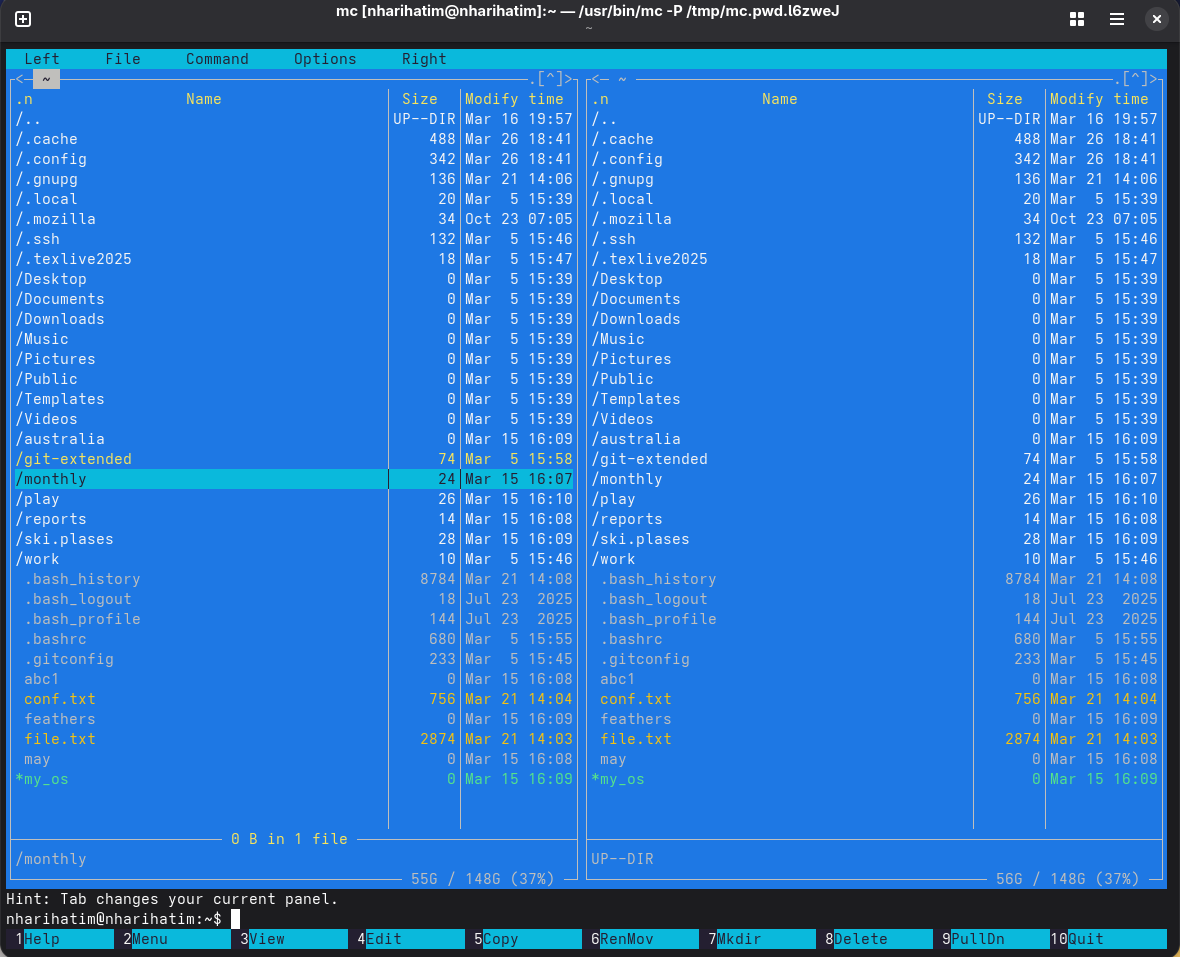 mc [nharihatim@nharihatim]:~ — /usr/bin/mc -P /tmp/mc.pwd.l6zweJ
~
Left File Command Options Right
<─ ~ .[^]> <─ ~ .[^]>
.n Name Size Modify time .n Name Size Modify time
/.. UP--DIR Mar 16 19:57 /.. UP--DIR Mar 16 19:57
/.cache 488 Mar 26 18:41 /.cache 488 Mar 26 18:41
/.config 342 Mar 26 18:41 /.config 342 Mar 26 18:41
/.gnupg 136 Mar 21 14:06 /.gnupg 136 Mar 21 14:06
/.local 20 Mar 5 15:39 /.local 20 Mar 5 15:39
/.mozilla 34 Oct 23 07:05 /.mozilla 34 Oct 23 07:05
/.ssh 132 Mar 5 15:46 /.ssh 132 Mar 5 15:46
/.texlive2025 18 Mar 5 15:47 /.texlive2025 18 Mar 5 15:47
/Desktop 0 Mar 5 15:39 /Desktop 0 Mar 5 15:39
/Documents 0 Mar 5 15:39 /Documents 0 Mar 5 15:39
/Downloads 0 Mar 5 15:39 /Downloads 0 Mar 5 15:39
/Music 0 Mar 5 15:39 /Music 0 Mar 5 15:39
/Pictures 0 Mar 5 15:39 /Pictures 0 Mar 5 15:39
/Public 0 Mar 5 15:39 /Public 0 Mar 5 15:39
/Templates 0 Mar 5 15:39 /Templates 0 Mar 5 15:39
/Videos 0 Mar 5 15:39 /Videos 0 Mar 5 15:39
/australia 0 Mar 15 16:09 /australia 0 Mar 15 16:09
/git-extended 74 Mar 5 15:58 /git-extended 74 Mar 5 15:58
/monthly 24 Mar 15 16:07 /monthly 24 Mar 15 16:07
/play 26 Mar 15 16:10 /play 26 Mar 15 16:10
/reports 14 Mar 15 16:08 /reports 14 Mar 15 16:08
/ski.plases 28 Mar 15 16:09 /ski.plases 28 Mar 15 16:09
/work 10 Mar 5 15:46 /work 10 Mar 5 15:46
.bash_history 8784 Mar 21 14:08 .bash_history 8784 Mar 21 14:08
.bash_logout 18 Jul 23 2025 .bash_logout 18 Jul 23 2025
.bash_profile 144 Jul 23 2025 .bash_profile 144 Jul 23 2025
.bashrc 680 Mar 5 15:55 .bashrc 680 Mar 5 15:55
.gitconfig 233 Mar 5 15:45 .gitconfig 233 Mar 5 15:45
abc1 0 Mar 15 16:08 abc1 0 Mar 15 16:08
conf.txt 756 Mar 21 14:04 conf.txt 756 Mar 21 14:04
feathers 0 Mar 15 16:09 feathers 0 Mar 15 16:09
file.txt 2874 Mar 21 14:03 file.txt 2874 Mar 21 14:03
may 0 Mar 15 16:08 may 0 Mar 15 16:08
*my_os 0 Mar 15 16:09 *my_os 0 Mar 15 16:09
0 B in 1 file
/monthly UP--DIR
55G / 148G (37%) 56G / 148G (37%)
Hint: Tab changes your current panel.
nharihatim@nharihatim:~$
1Help 2Menu 3View 4Edit 5Copy 6RenMov 7Mkdir 8Delete 9PullDn 10Quit